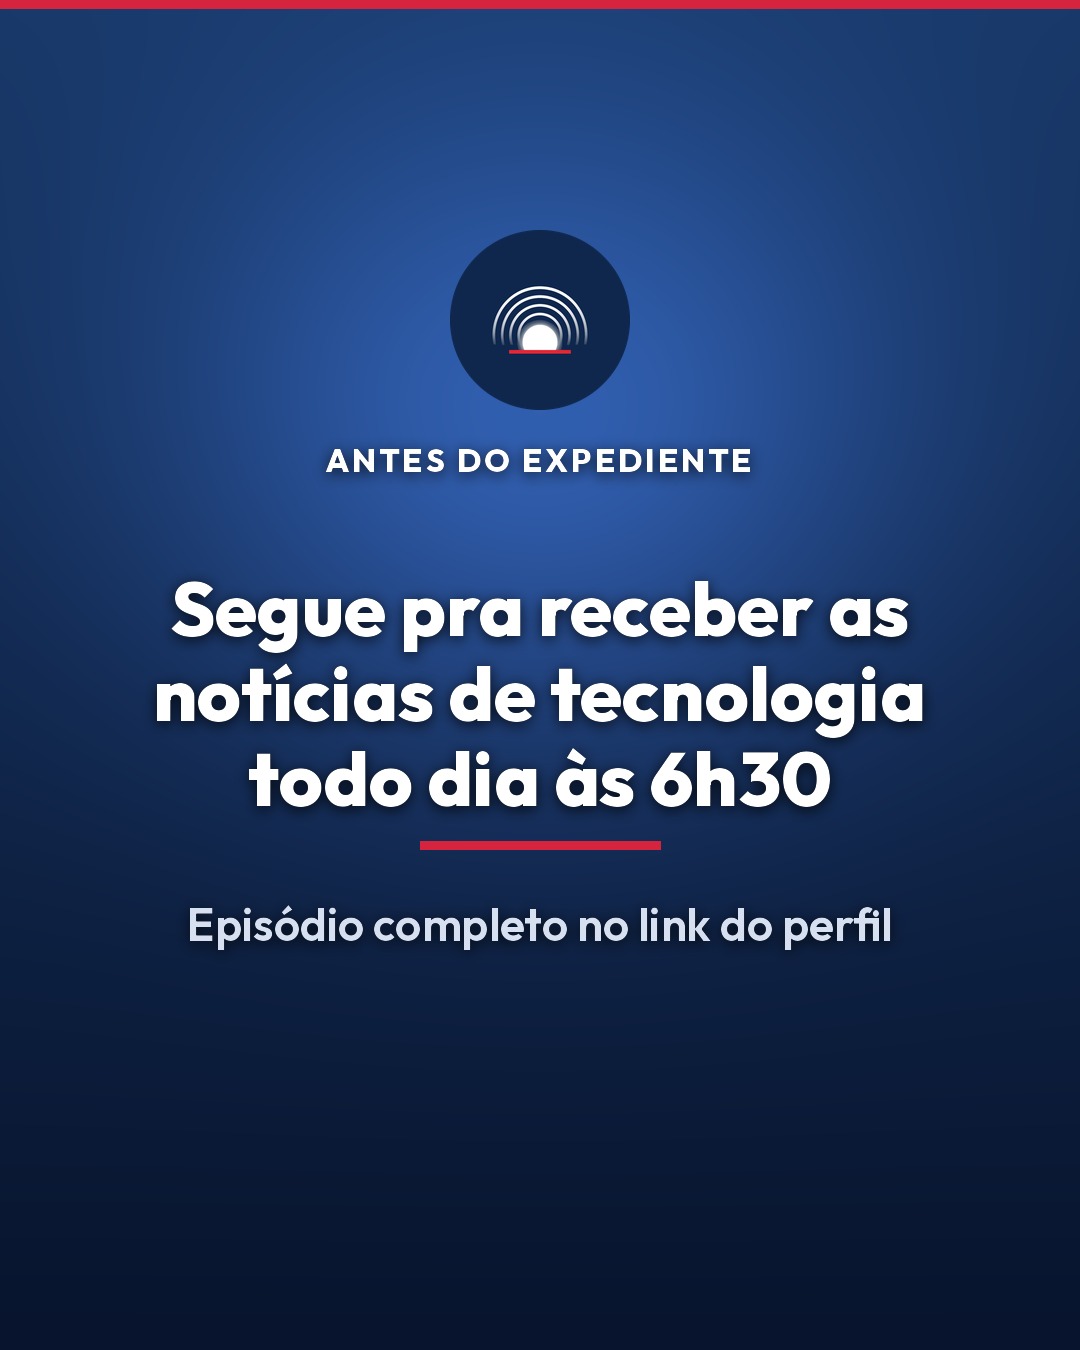 ANTES DO EXPEDIENTE
Segue pra receber as
notícias de tecnologia
todo dia às 6h30
Episódio completo no link do perfil